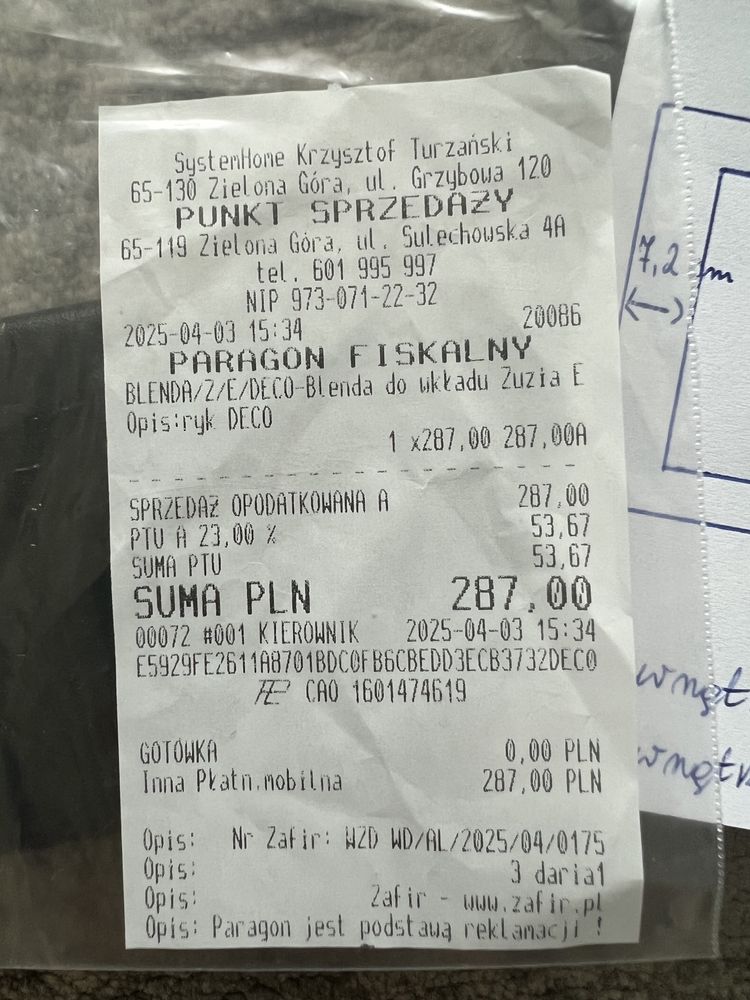 SystemHome Krzysztof Turzański
65-130 Zielona Góra, ul. Grzybowa 120
PUNKT SPRZEDAŻY
65-119 Zielona Góra, ul. Sulechowska 4A
tel. 601 995 997
NIP 973-071-22-32
2025-04-03 15:34 20086
PARAGON FISKALNY
BLENDA/Z/E/DECO-Blenda do wkładu Zuzia E
Opis:ryk DECO
1 x287,00 287,00A
SPRZEDAŻ OPODATKOWANA A 287,00
PTU A 23,00 % 53,67
SUMA PTU 53,67
SUMA PLN 287,00
00072 #001 KIEROWNIK 2025-04-03 15:34
E5929FE2611A8701BDC0FB6CBEDD3ECB3732DEC0
CAO 1601474619
GOTÓWKA 0,00 PLN
Inna Płatn.mobilna 287,00 PLN
Opis: Nr Zafir: WZD WD/AL/2025/04/0175
Opis: 3 daria1
Opis: Zafir - www.zafir.pl
Opis: Paragon jest podstawą reklamacji !
7,2